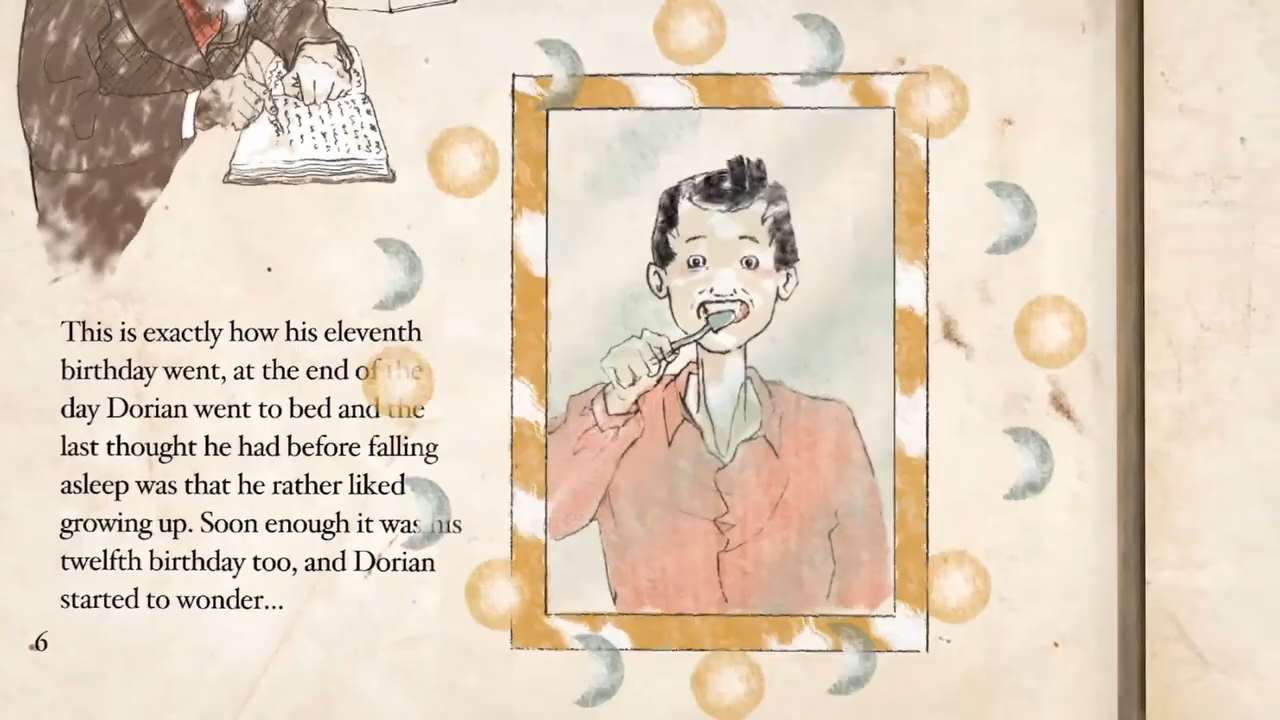 This is exactly how his eleventh
birthday went, at the end of the
day Dorian went to bed and the
last thought he had before falling
asleep was that he rather liked
growing up. Soon enough it was his
twelfth birthday too, and Dorian
started to wonder...
6